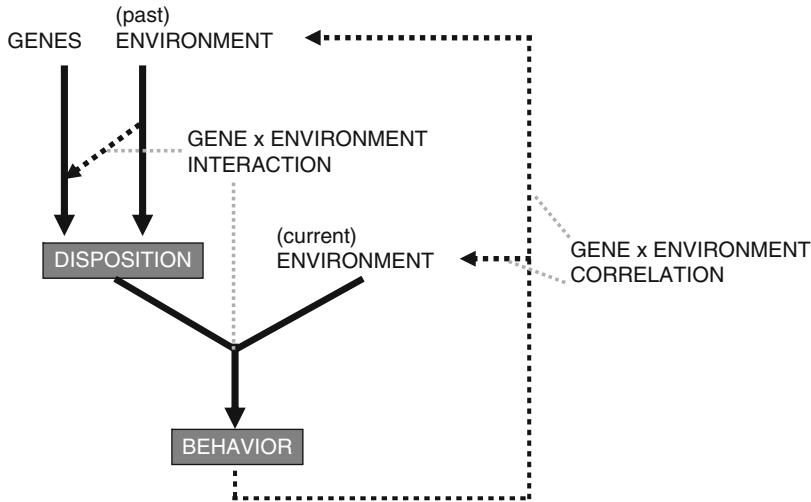 (past)
GENES ENVIRONMENT
GENE x ENVIRONMENT
INTERACTION
(current)
DISPOSITION ENVIRONMENT
GENE x ENVIRONMENT
CORRELATION
BEHAVIOR